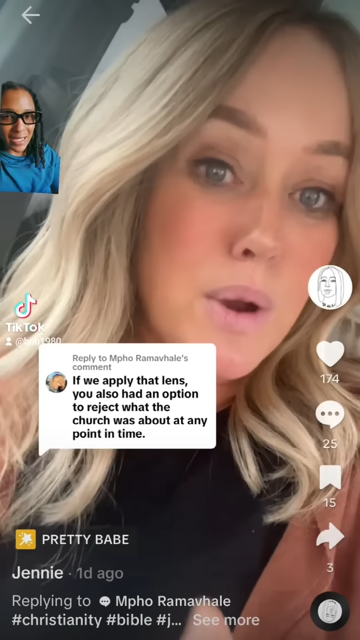 TikTok
Reply to Mpho Ramavhale's
comment
If we apply that lens,
you also had an option
to reject what the
church was about at any
point in time.
174
25
15
3
PRETTY BABE
Jennie · 1d ago
Replying to 💬 Mpho Ramavhale
#christianity #bible #j... See more